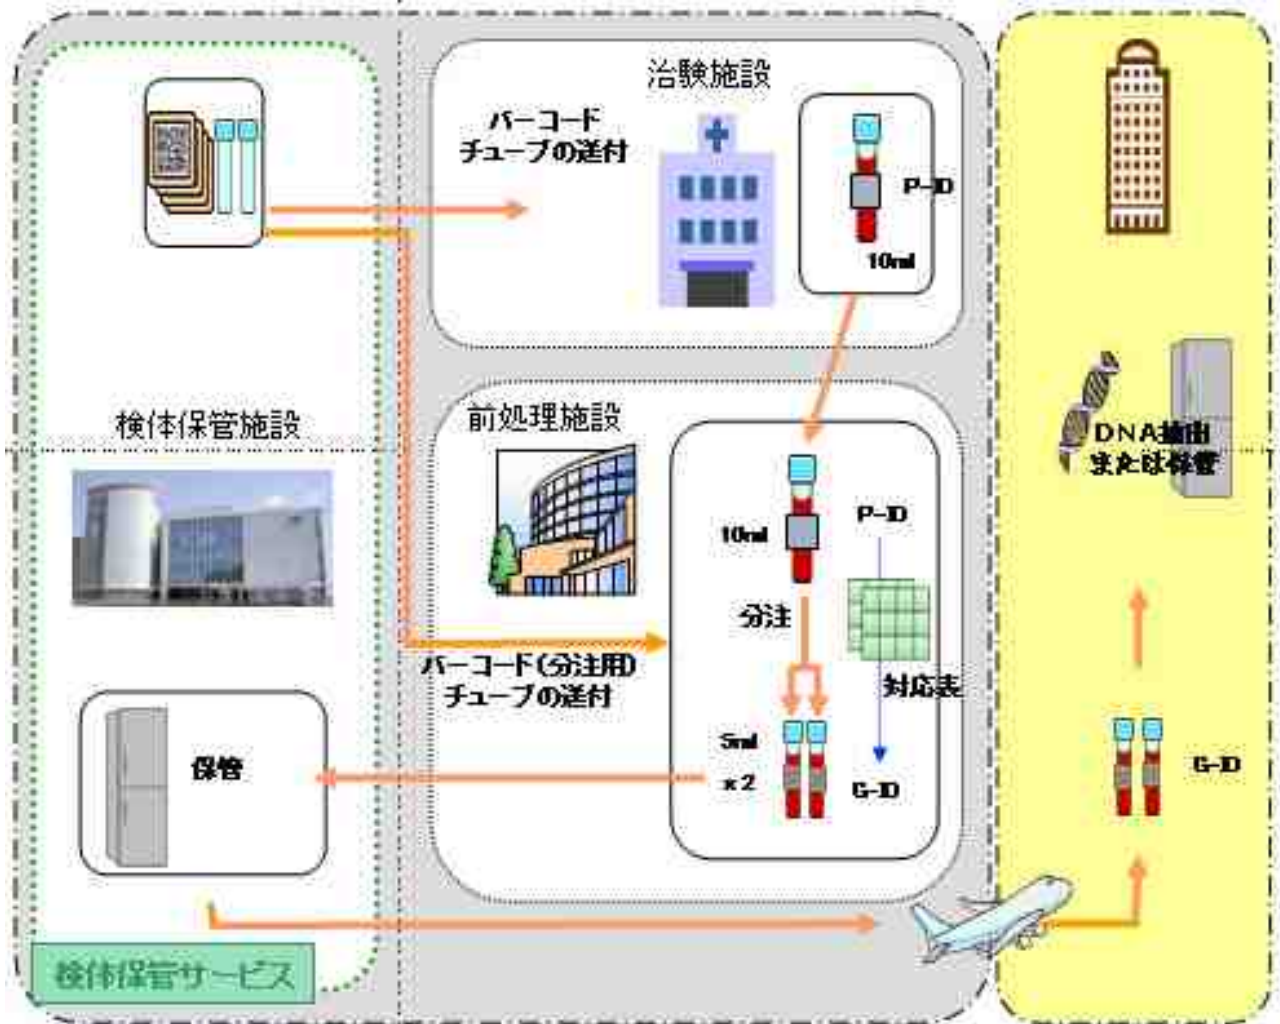 治験施設
バーコード
チューブの送付
P-ID
10ml
検体保管施設
前処理施設
10ml
P-ID
分注
対応表
バーコード(分注用)
チューブの送付
5ml
×2
G-ID
保管
検体保管サービス
DNA抽出
または保管
G-ID